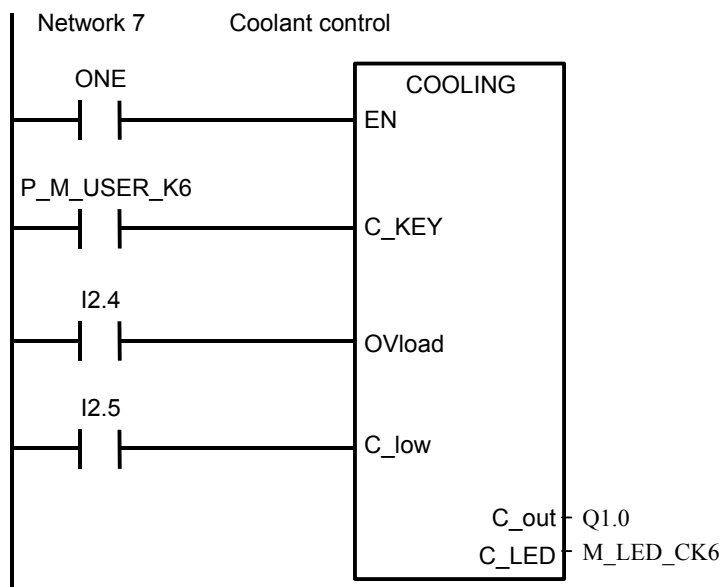 Network 7 Coolant control
ONE
COOLING
EN
P_M_USER_K6
C_KEY
I2.4
OVload
I2.5
C_low
C_out Q1.0
C_LED M_LED_CK6